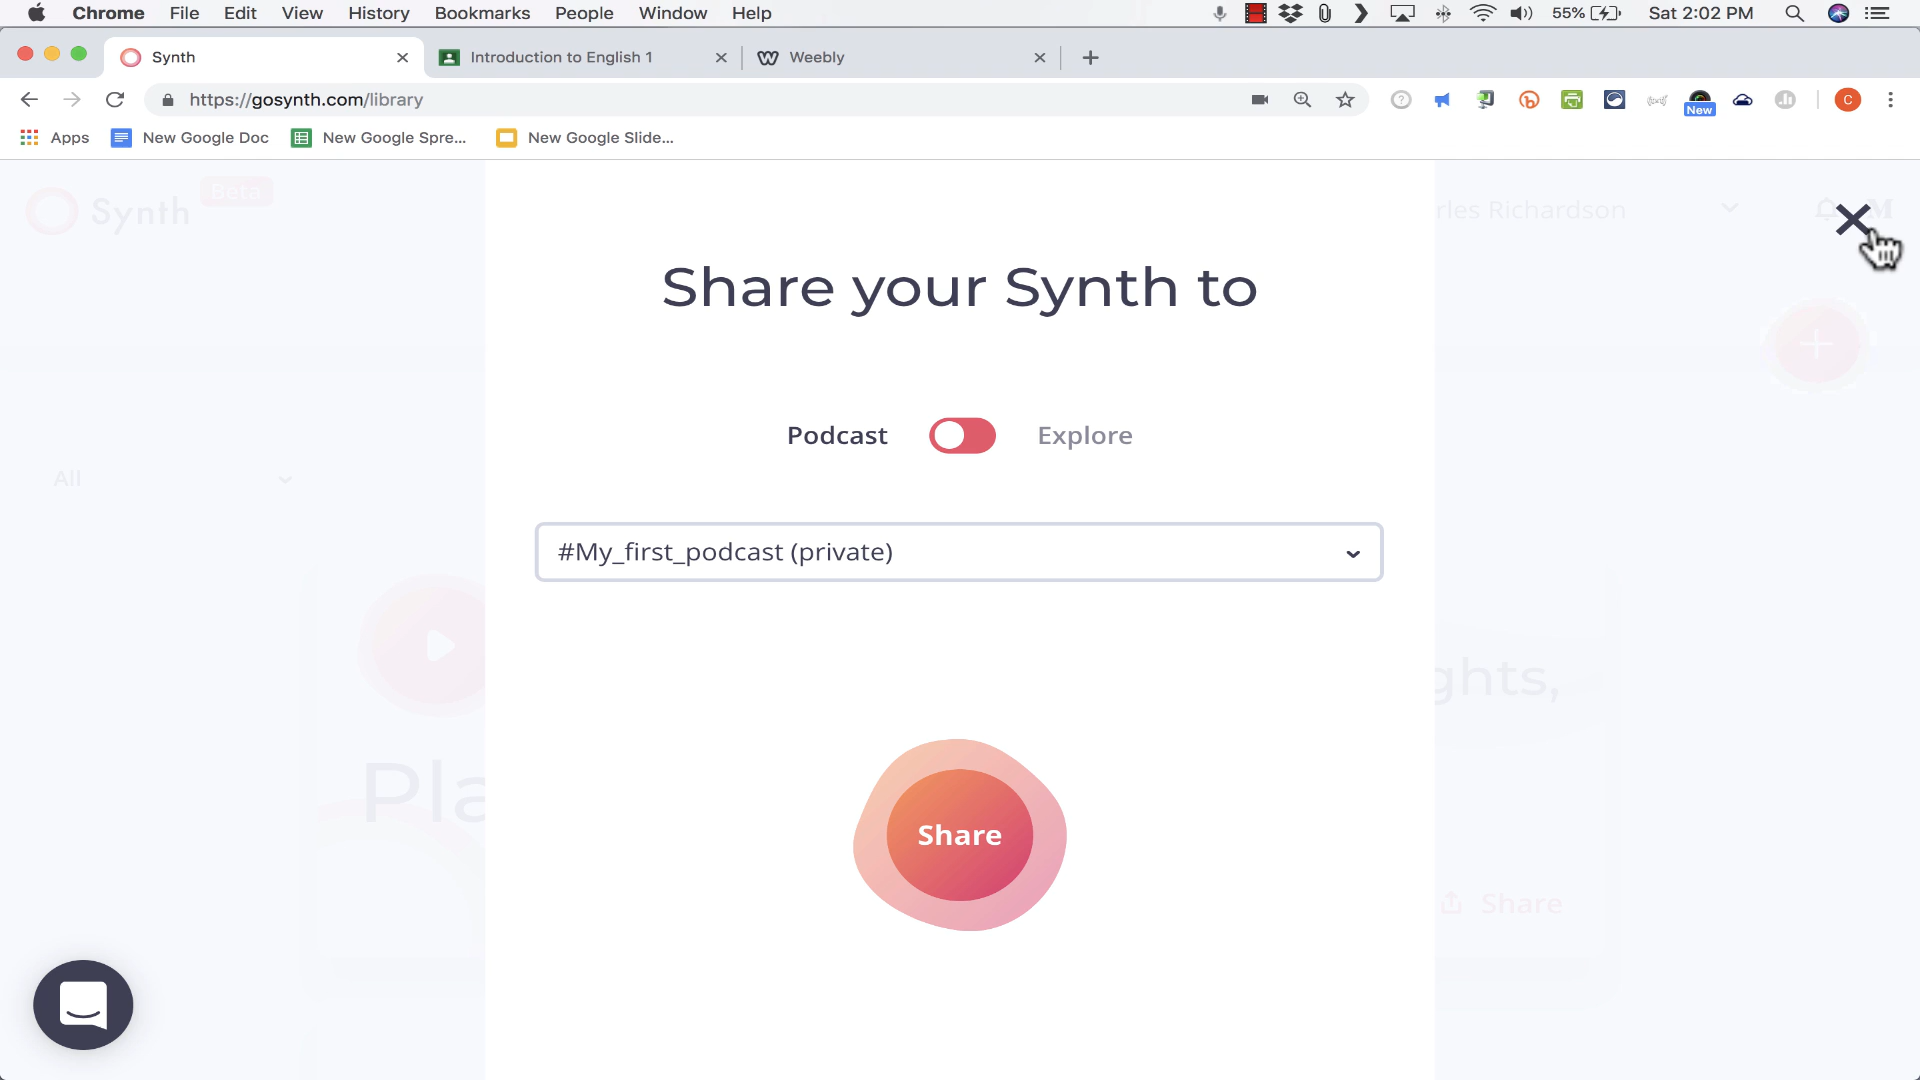 Chrome File Edit View History Bookmarks People Window Help 55% Sat 2:02 PM
Synth Introduction to English 1 Weebly
https://gosynth.com/library New C
Apps New Google Doc New Google Spre... New Google Slide...
Synth Beta rles Richardson
Share your Synth to
Podcast Explore
All
#My_first_podcast (private)
ghts,
Pla
Share
Share